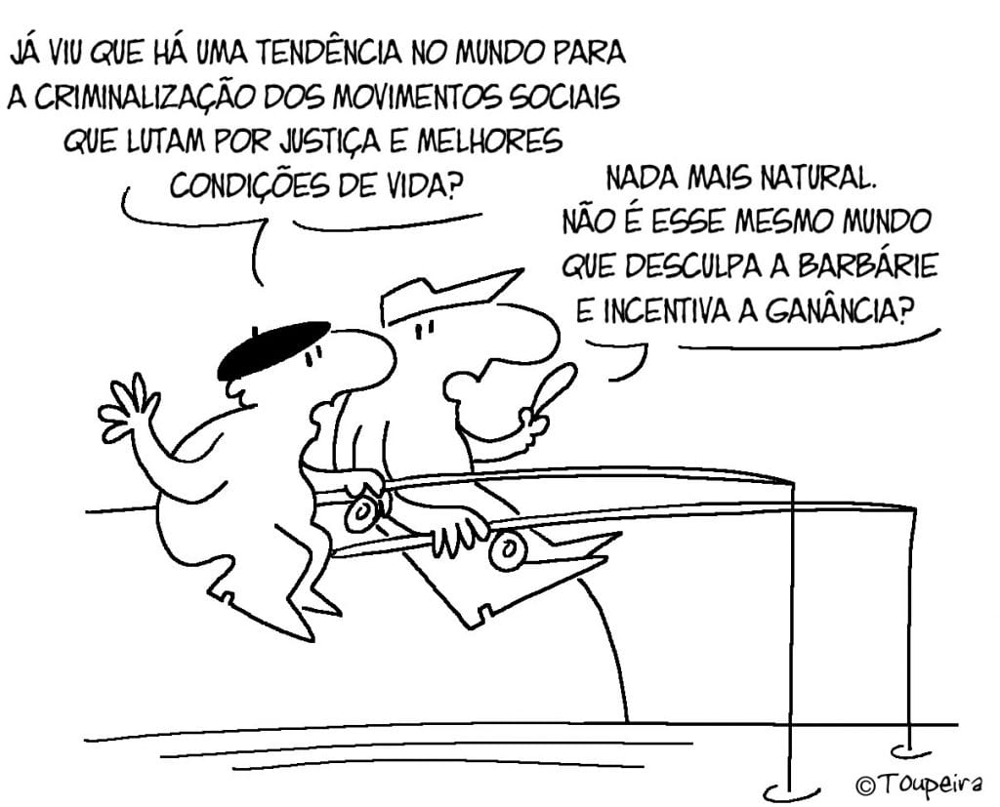 JÁ VIU QUE HÁ UMA TENDÊNCIA NO MUNDO PARA
A CRIMINALIZAÇÃO DOS MOVIMENTOS SOCIAIS
QUE LUTAM POR JUSTIÇA E MELHORES
CONDIÇÕES DE VIDA?
NADA MAIS NATURAL.
NÃO É ESSE MESMO MUNDO
QUE DESCULPA A BARBÁRIE
E INCENTIVA A GANÂNCIA?
©Toupeira